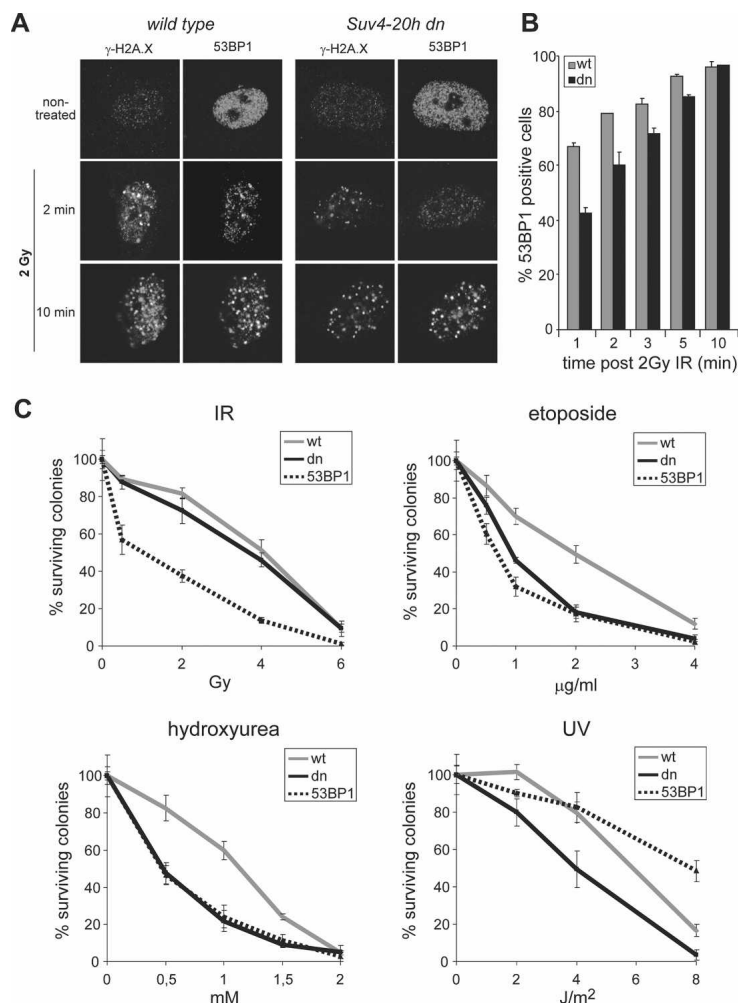 A
wild type
Suv4-20h dn
γ-H2A.X
53BP1
γ-H2A.X
53BP1
non-
treated
2 Gy
2 min
10 min
B
wt
dn
% 53BP1 positive cells
100
80
60
40
20
0
1
2
3
5
10
time post 2Gy IR (min)
C
IR
wt
dn
53BP1
% surviving colonies
100
80
60
40
20
0
0
2
4
6
Gy
etoposide
wt
dn
53BP1
% surviving colonies
100
80
60
40
20
0
0
1
2
3
4
μg/ml
hydroxyurea
wt
dn
53BP1
% surviving colonies
100
80
60
40
20
0
0
0,5
1
1,5
2
mM
UV
wt
dn
53BP1
% surviving colonies
100
80
60
40
20
0
0
2
4
6
8
J/m²